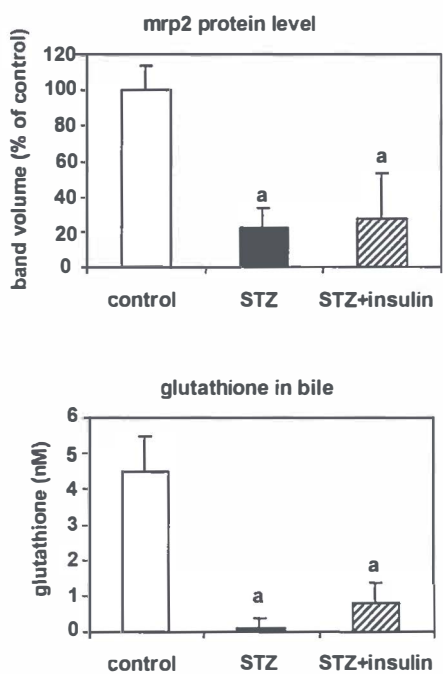 mrp2 protein level
band volume (% of control)
120
100
80
60
40
20
0
a
a
control STZ STZ+insulin
glutathione in bile
glutathione (nM)
6
5
4
3
2
1
0
a
a
control STZ STZ+insulin